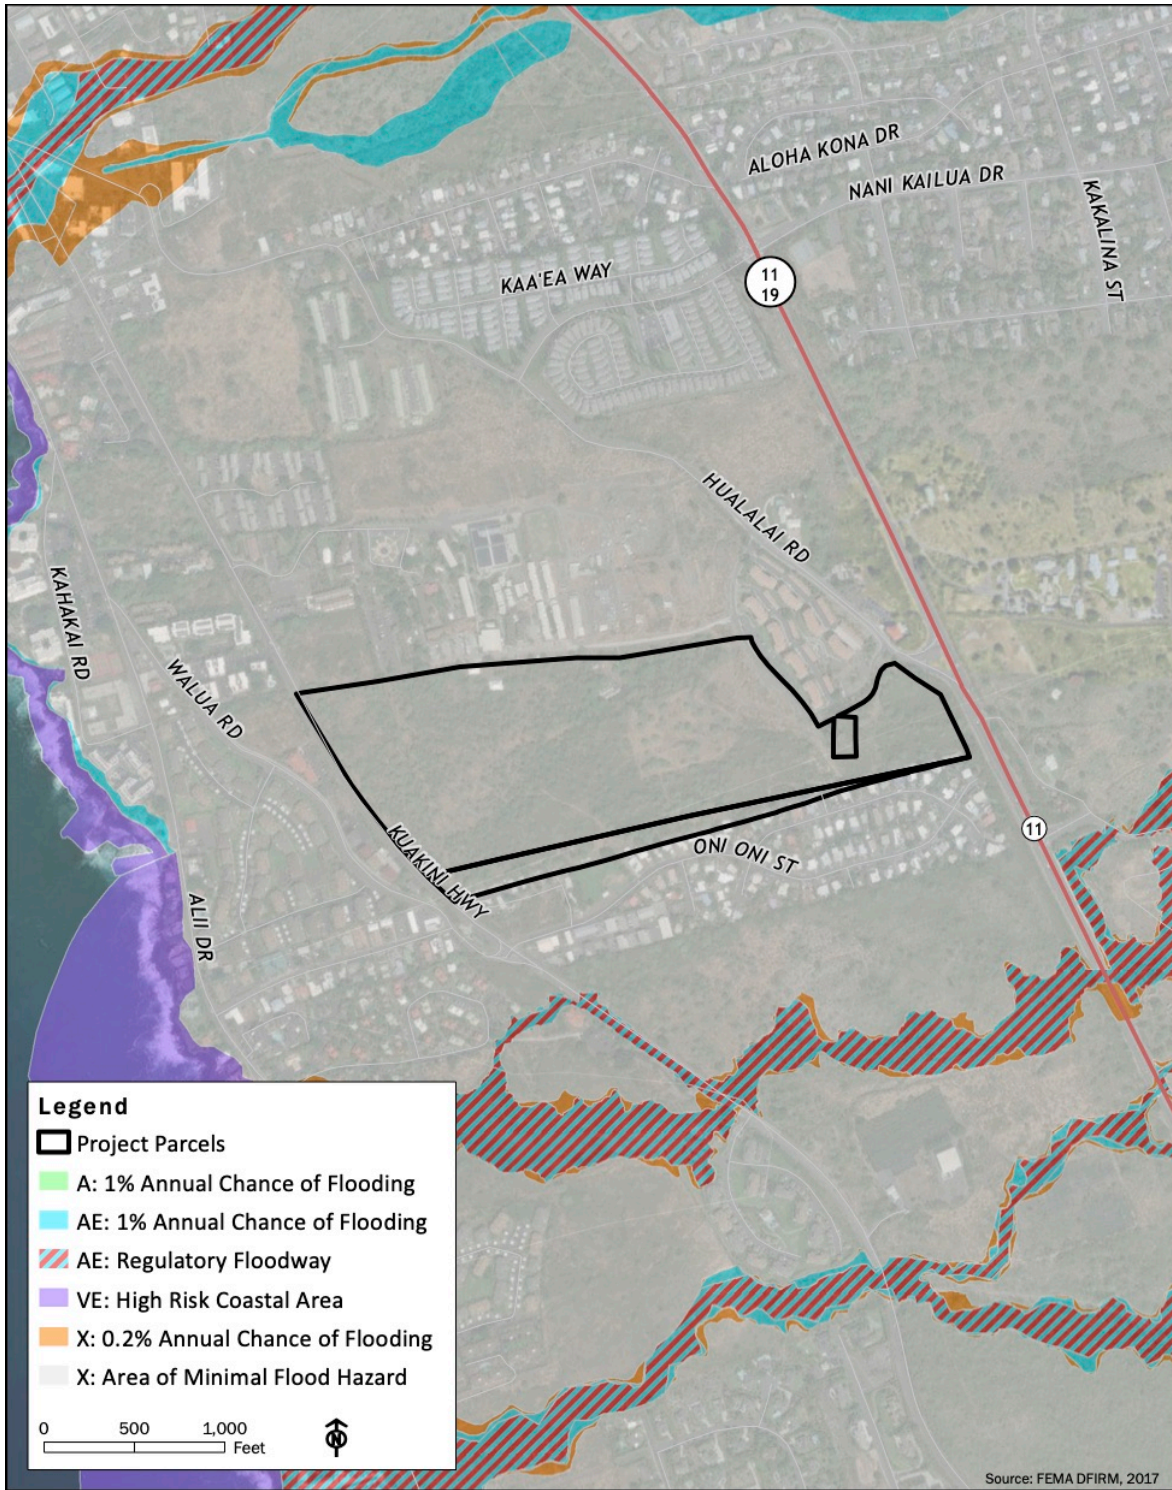 ALOHA KONA DR
NANI KAILUA DR
KAKALINA ST
KAA'EA WAY
11
19
HUALALAI RD
KAHAKAI RD
WALUA RD
KUAKINI HWY
ONI ONI ST
11
ALII DR
Legend
Project Parcels
A: 1% Annual Chance of Flooding
AE: 1% Annual Chance of Flooding
AE: Regulatory Floodway
VE: High Risk Coastal Area
X: 0.2% Annual Chance of Flooding
X: Area of Minimal Flood Hazard
0 500 1,000
Feet
N
Source: FEMA DFIRM, 2017